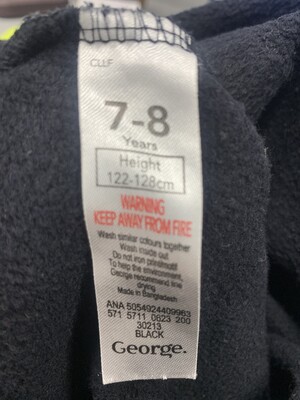 CLLF
7-8
Years
Height
122-128cm
WARNING
KEEP AWAY FROM FIRE
Wash similar colours together
Wash inside out
Do not iron print/motif
To help the environment,
George recommend line
drying
Made in Bangladesh
ANA 5054924409963
571 5711 0823 200
30213
BLACK
George.